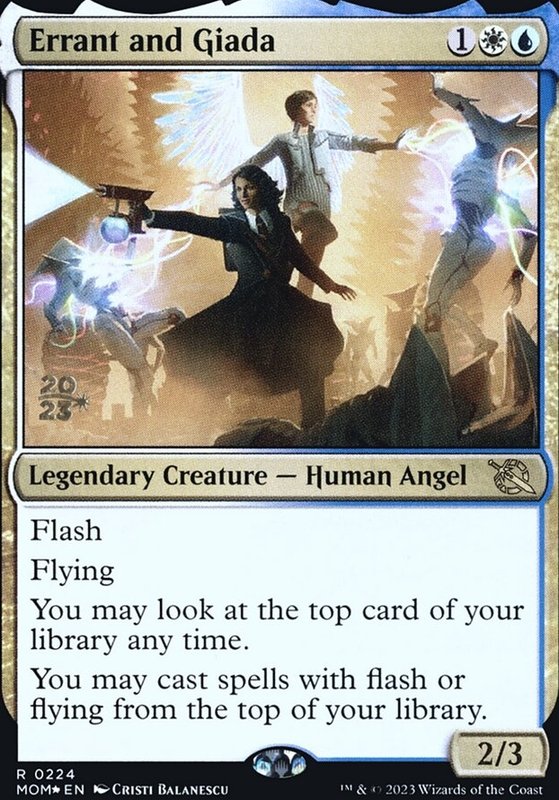 Errant and Giada 1
20
23
Legendary Creature — Human Angel
Flash
Flying
You may look at the top card of your
library any time.
You may cast spells with flash or
flying from the top of your library.
2/3
R 0224
MOM★EN Cristi Balanescu
™ & © 2023 Wizards of the Coast